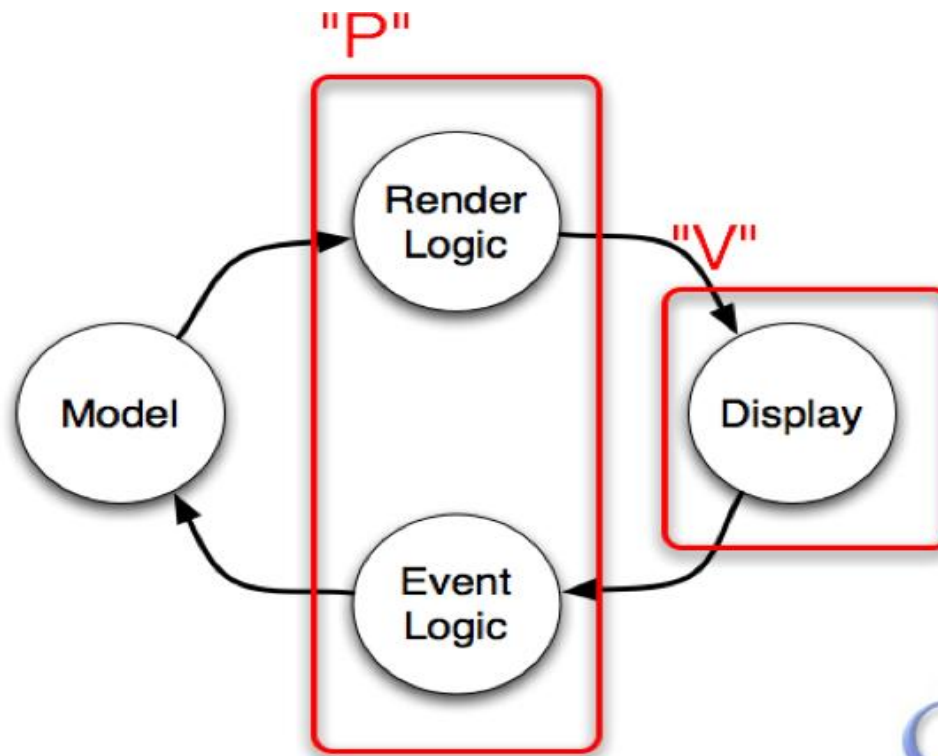 "P"
Render
Logic
"V"
Model
Display
Event
Logic